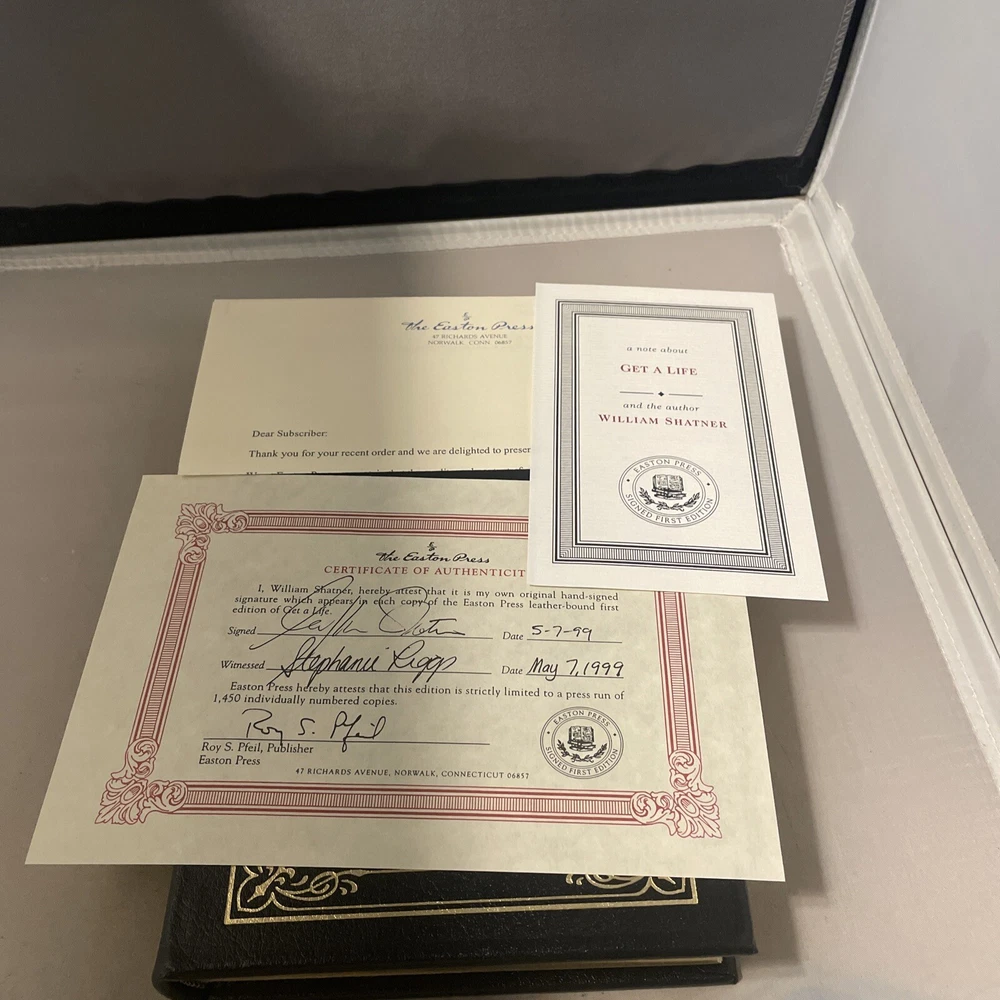 The Easton Press
47 RICHARDS AVENUE
NORWALK, CONN 06857
Dear Subscriber:
Thank you for your recent order and we are delighted to presen
a note about
GET A LIFE
and the author
WILLIAM SHATNER
EASTON PRESS
SIGNED FIRST EDITION
The Easton Press
CERTIFICATE OF AUTHENTICIT
I, William Shatner, hereby attest that it is my own original hand-signed
signature which appears in each copy of the Easton Press leather-bound first
edition of Get a Life.
Signed Date 5-7-99
Witnessed Stephanie Riggs Date May 7, 1999
Easton Press hereby attests that this edition is strictly limited to a press run of
1,450 individually numbered copies.
Roy S. Pfeil
Roy S. Pfeil, Publisher
Easton Press
47 RICHARDS AVENUE, NORWALK, CONNECTICUT 06857
EASTON PRESS
SIGNED FIRST EDITION